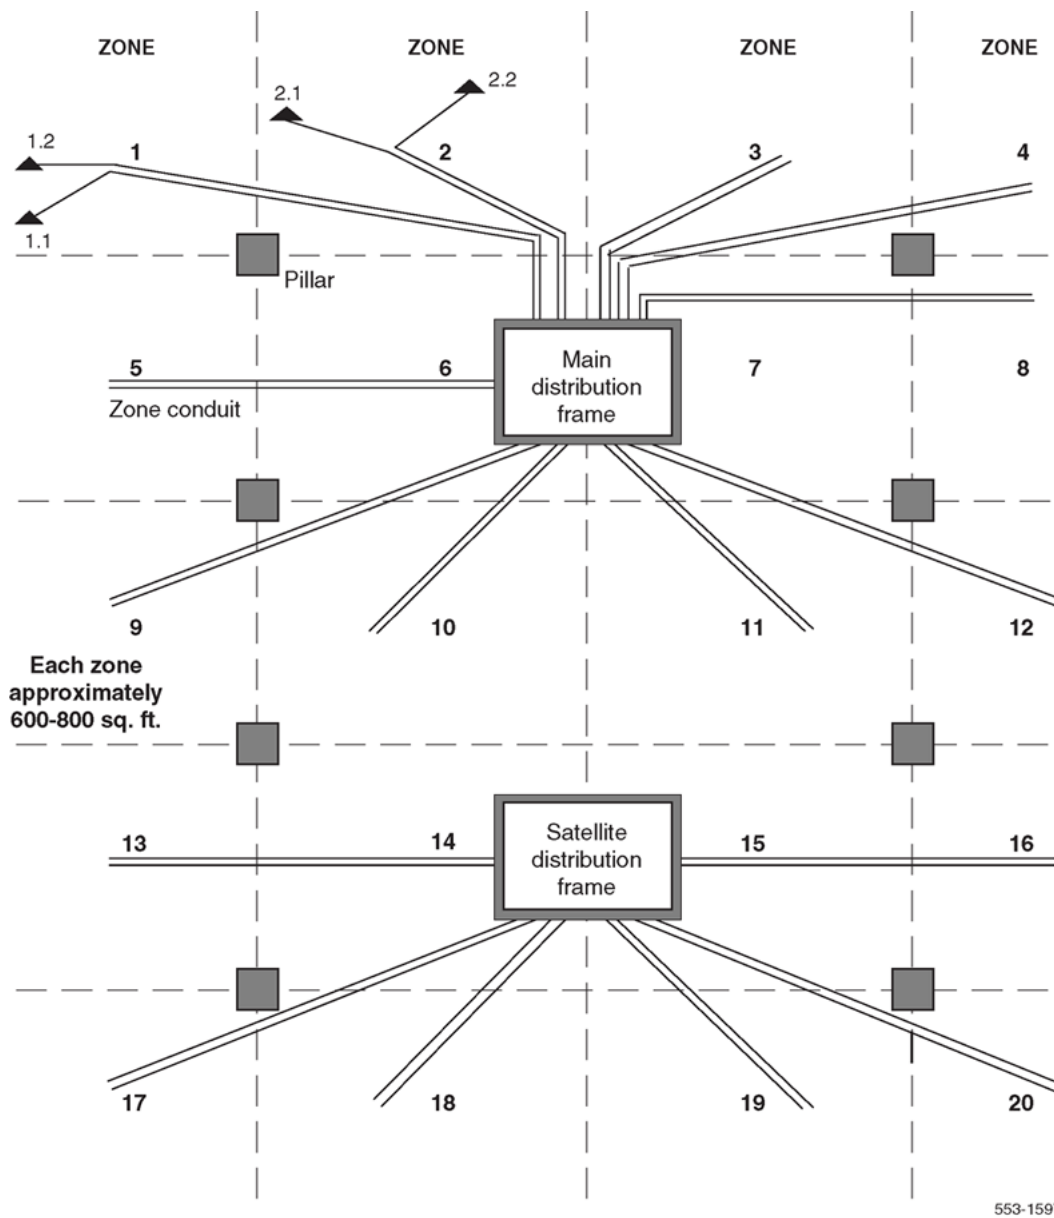 ZONE ZONE ZONE ZONE
2.1 2.2
1.2 1 2 3 4
1.1
Pillar
5 6 Main 7 8
distribution
frame
Zone conduit
9 10 11 12
Each zone
approximately
600-800 sq. ft.
13 14 Satellite 15 16
distribution
frame
17 18 19 20
553-159